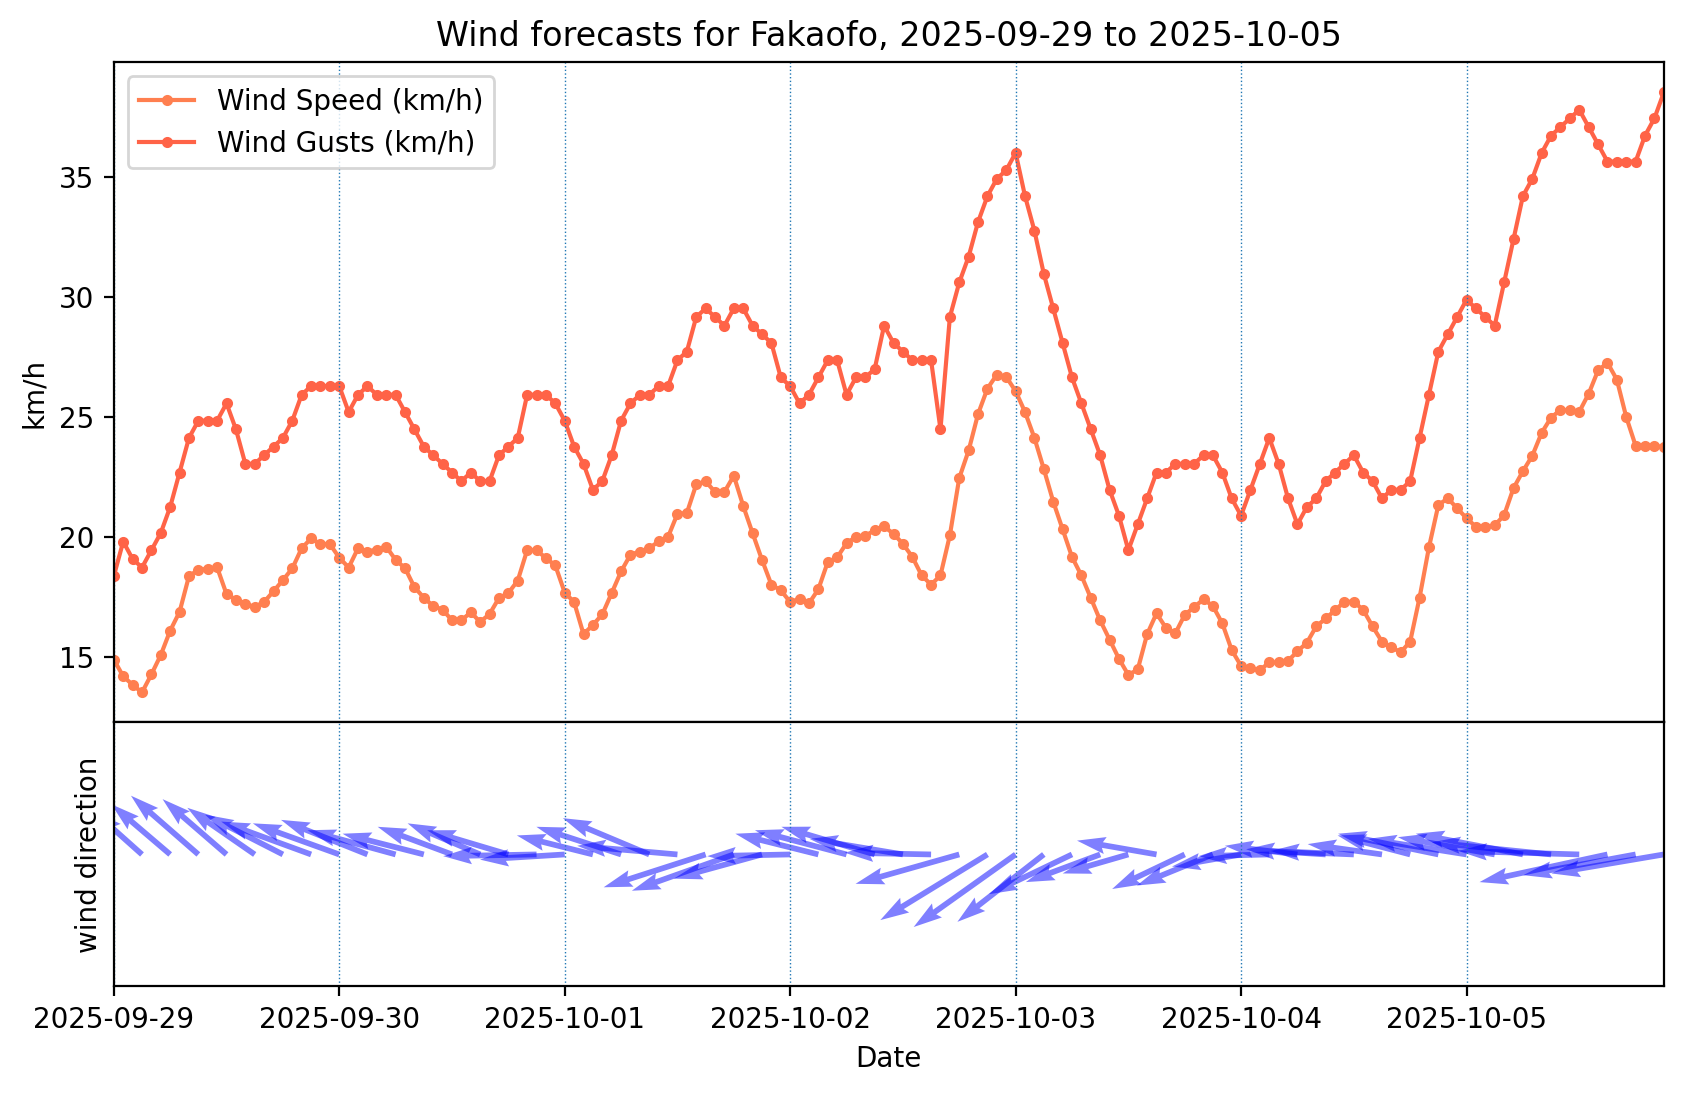 Wind forecasts for Fakaofo, 2025-09-29 to 2025-10-05
Wind Speed (km/h)
Wind Gusts (km/h)
km/h
35
30
25
20
15
wind direction
2025-09-29
2025-09-30
2025-10-01
2025-10-02
2025-10-03
2025-10-04
2025-10-05
Date